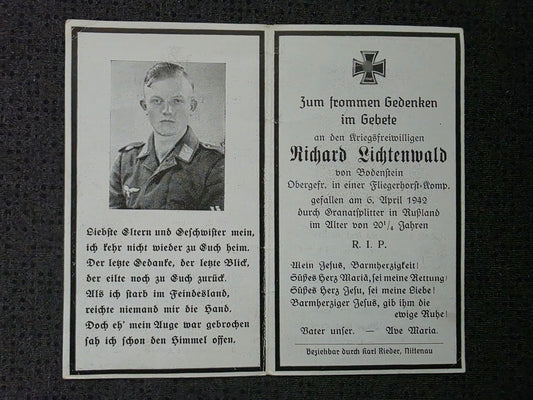 Liebste Eltern und Geschwister mein,
ich kehr nicht wieder zu Euch heim.
Der letzte Gedanke, der letzte Blick,
der eilte noch zu Euch zurück.
Als ich starb im Feindesland,
reichte niemand mir die Hand.
Doch eh' mein Auge war gebrochen
sah ich schon den Himmel offen.
Zum frommen Gedenken
im Gebete
an den Kriegsfreiwilligen
Richard Lichtenwald
von Bodenstein
Obergefr. in einer Fliegerhorst-Komp.
gefallen am 6. April 1942
durch Granatsplitter in Rußland
im Alter von 20¼ Jahren
R. I. P.
Mein Jesus, Barmherzigkeit!
Süßes Herz Mariä, sei meine Rettung!
Süßes Herz Jesu, sei meine Liebe!
Barmherziger Jesus, gib ihm die
ewige Ruhe!
Vater unser. — Ave Maria.
Beziehbar durch Karl Rieder, Nittenau